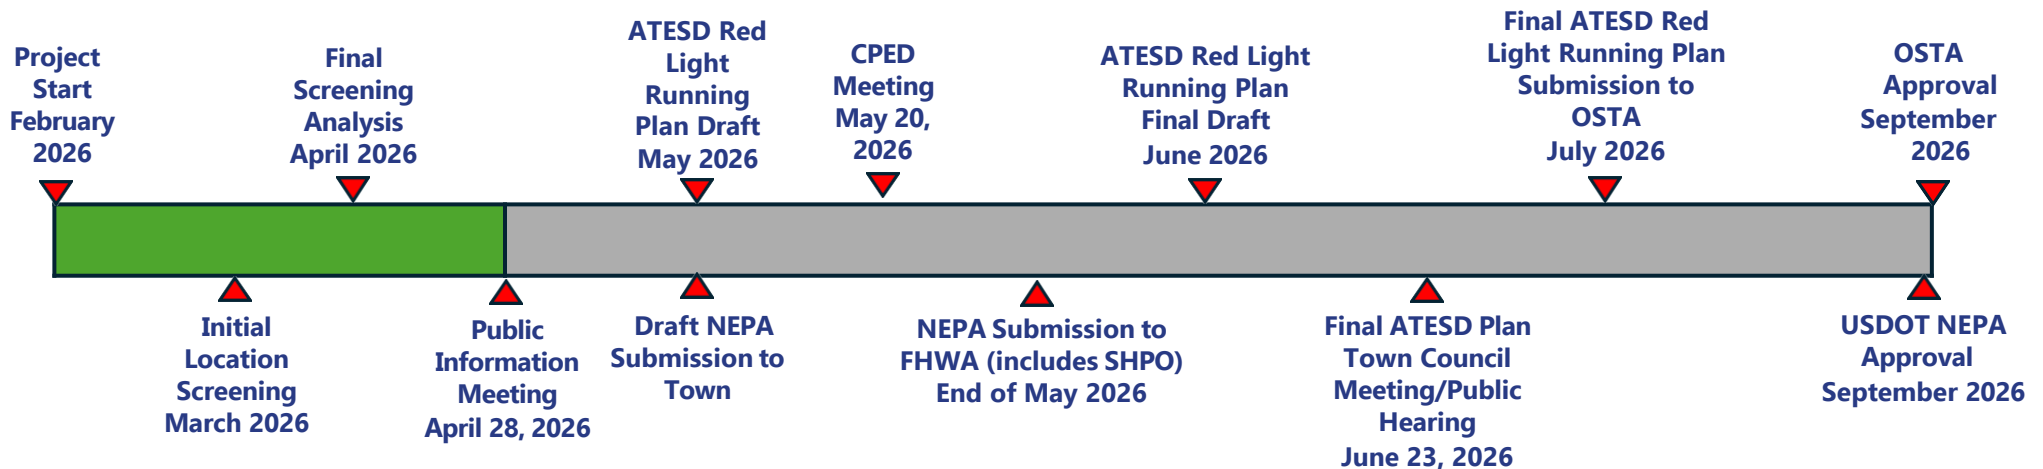 Project
Start
February
2026
Final
Screening
Analysis
April 2026
ATESD Red
Light
Running
Plan Draft
May 2026
CPED
Meeting
May 20,
2026
ATESD Red Light
Running Plan
Final Draft
June 2026
Final ATESD Red
Light Running Plan
Submission to
OSTA
July 2026
OSTA
Approval
September
2026
Initial
Location
Screening
March 2026
Public
Information
Meeting
April 28, 2026
Draft NEPA
Submission to
Town
NEPA Submission to
FHWA (includes SHPO)
End of May 2026
Final ATESD Plan
Town Council
Meeting/Public
Hearing
June 23, 2026
USDOT NEPA
Approval
September 2026